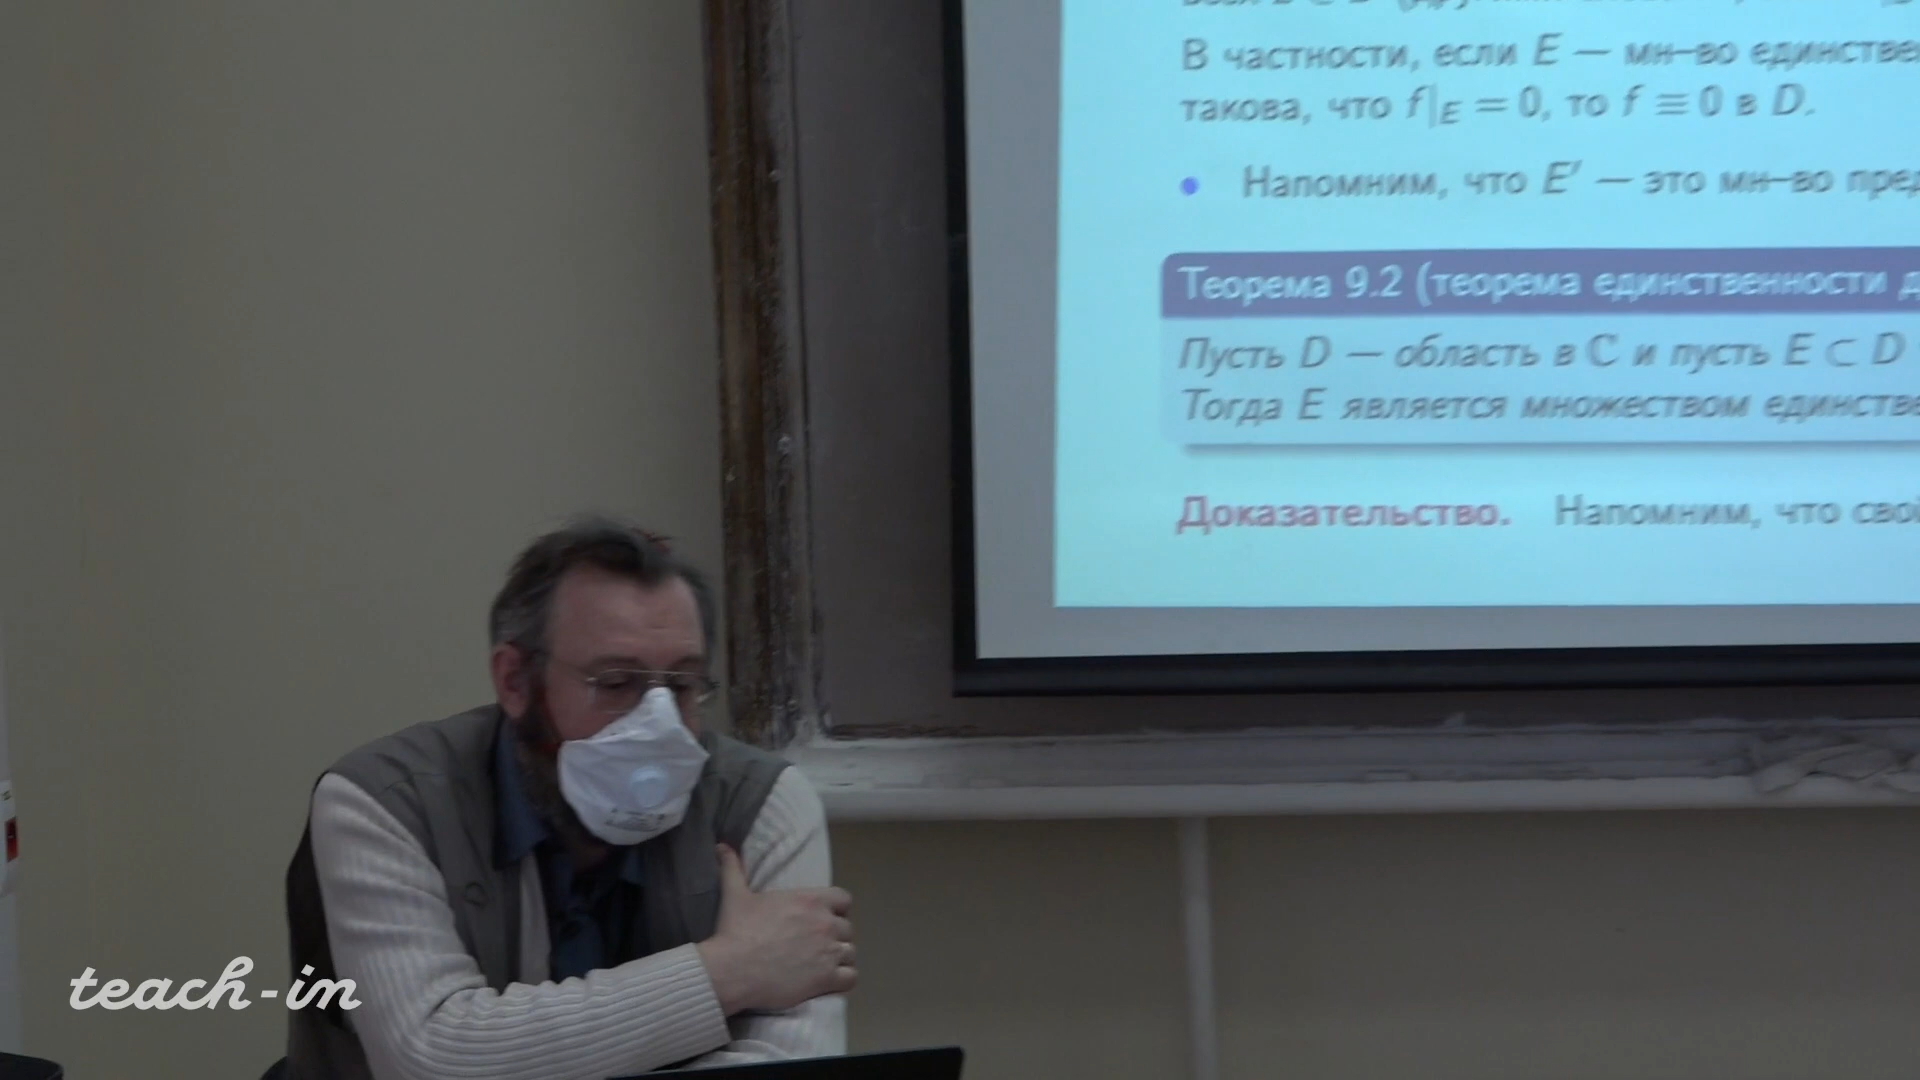 В частности, если E — мн–во единстве
такова, что f|_E = 0, то f ≡ 0 в D.
• Напомним, что E′ — это мн–во пред
Теорема 9.2 (теорема единственности д
Пусть D — область в ℂ и пусть E ⊂ D
Тогда E является множеством единстве
Доказательство. Напомним, что свой
teach-in